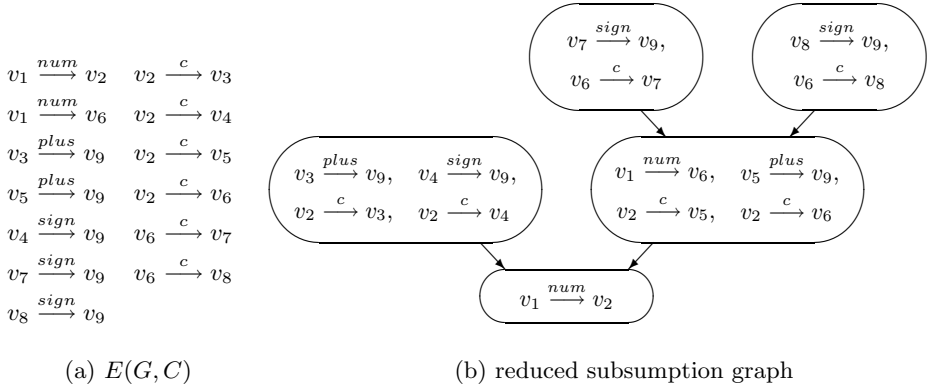 v₁ —num→ v₂ v₂ —c→ v₃
v₁ —num→ v₆ v₂ —c→ v₄
v₃ —plus→ v₉ v₂ —c→ v₅
v₅ —plus→ v₉ v₂ —c→ v₆
v₄ —sign→ v₉ v₆ —c→ v₇
v₇ —sign→ v₉ v₆ —c→ v₈
v₈ —sign→ v₉
(a) E(G, C)
v₇ —sign→ v₉,
v₆ —c→ v₇
v₈ —sign→ v₉,
v₆ —c→ v₈
v₃ —plus→ v₉, v₄ —sign→ v₉,
v₂ —c→ v₃, v₂ —c→ v₄
v₁ —num→ v₆, v₅ —plus→ v₉,
v₂ —c→ v₅, v₂ —c→ v₆
v₁ —num→ v₂
(b) reduced subsumption graph